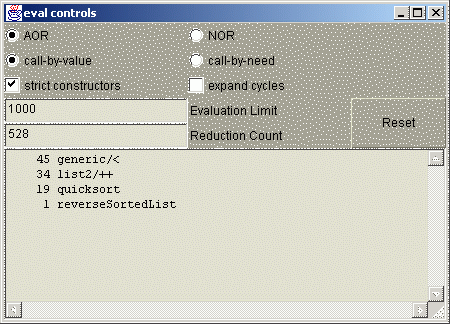 eval controls
AOR NOR
call-by-value call-by-need
strict constructors expand cycles
1000 Evaluation Limit
528 Reduction Count
Reset
45 generic/<
34 list2/++
19 quicksort
1 reverseSortedList